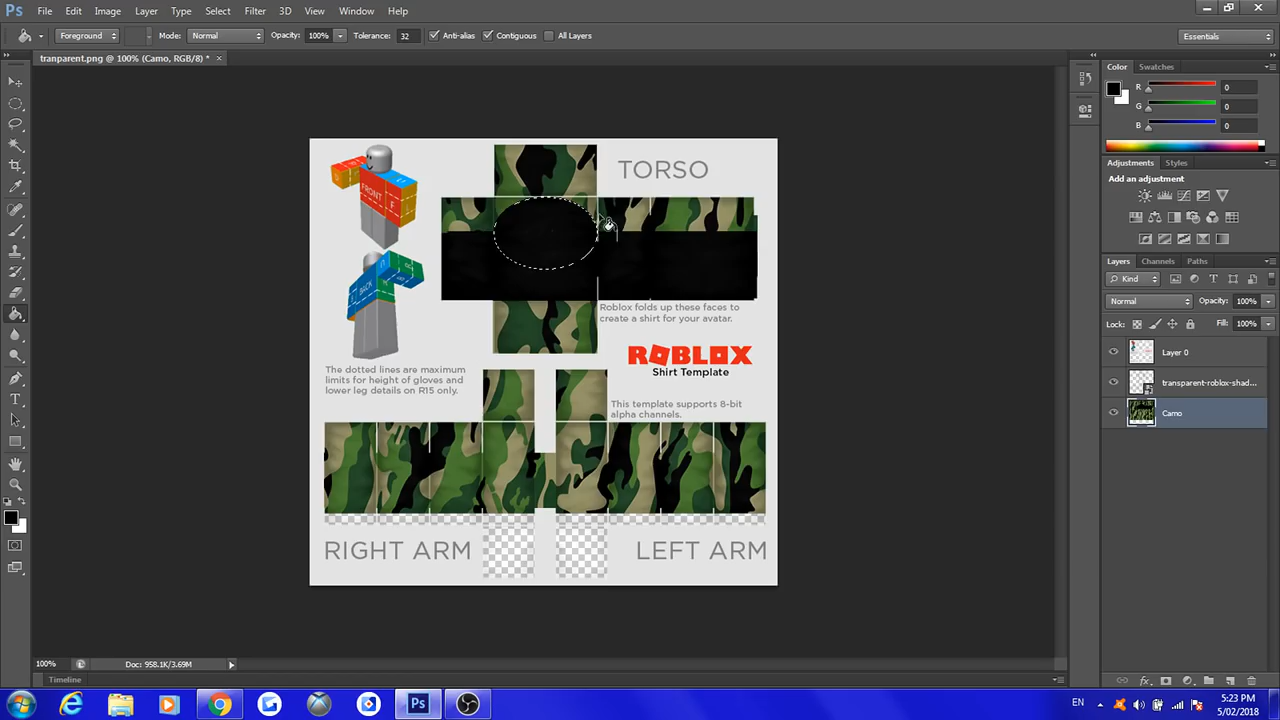 Ps File Edit Image Layer Type Select Filter 3D View Window Help
Foreground Mode: Normal Opacity: 100% Tolerance: 32 Anti-alias Contiguous All Layers Essentials
tranparent.png @ 100% (Camo, RGB/8) * ×
Color Swatches
R 0
G 0
B 0
Adjustments Styles
Add an adjustment
Layers Channels Paths
Kind
Normal Opacity: 100%
Lock: Fill: 100%
Layer 0
transparent-roblox-shad...
Camo
TORSO
FRONT
BACK
Roblox folds up these faces to
create a shirt for your avatar.
ROBLOX
Shirt Template
The dotted lines are maximum
limits for height of gloves and
lower leg details on R15 only.
This template supports 8-bit
alpha channels.
RIGHT ARM LEFT ARM
100% Doc: 958.1K/3.69M
Timeline
Ps
EN 5:23 PM
5/02/2018